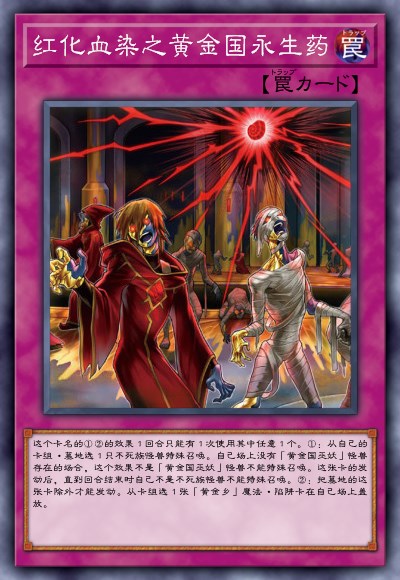 红化血染之黄金国永生药
トラップ
罠
トラップ
【罠カード】
这个卡名的①②的效果1回合只能有1次使用其中任意1个。①：从自己的
卡组·墓地选1只不死族怪兽特殊召唤。自己场上没有「黄金国巫妖」怪兽
存在的场合，这个效果不是「黄金国巫妖」怪兽不能特殊召唤。这张卡的发
动后，直到回合结束时自己不是不死族怪兽不能特殊召唤。②：把墓地的这
张卡除外才能发动。从卡组选1张「黄金乡」魔法·陷阱卡在自己场上盖
放。